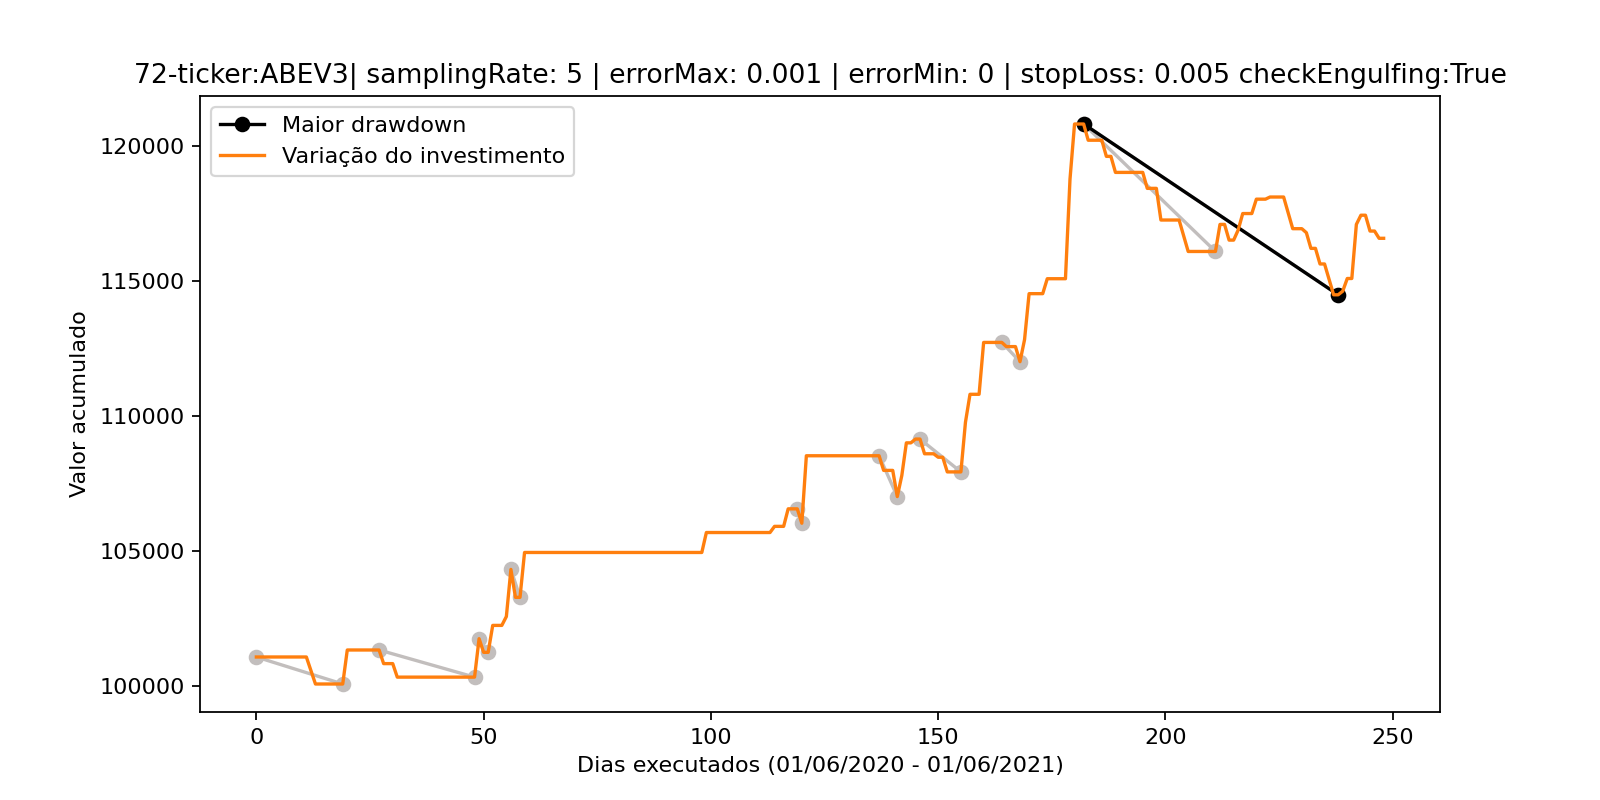 72-ticker:ABEV3| samplingRate: 5 | errorMax: 0.001 | errorMin: 0 | stopLoss: 0.005 checkEngulfing:True
Maior drawdown
Variação do investimento
120000
115000
110000
105000
100000
Valor acumulado
0 50 100 150 200 250
Dias executados (01/06/2020 - 01/06/2021)